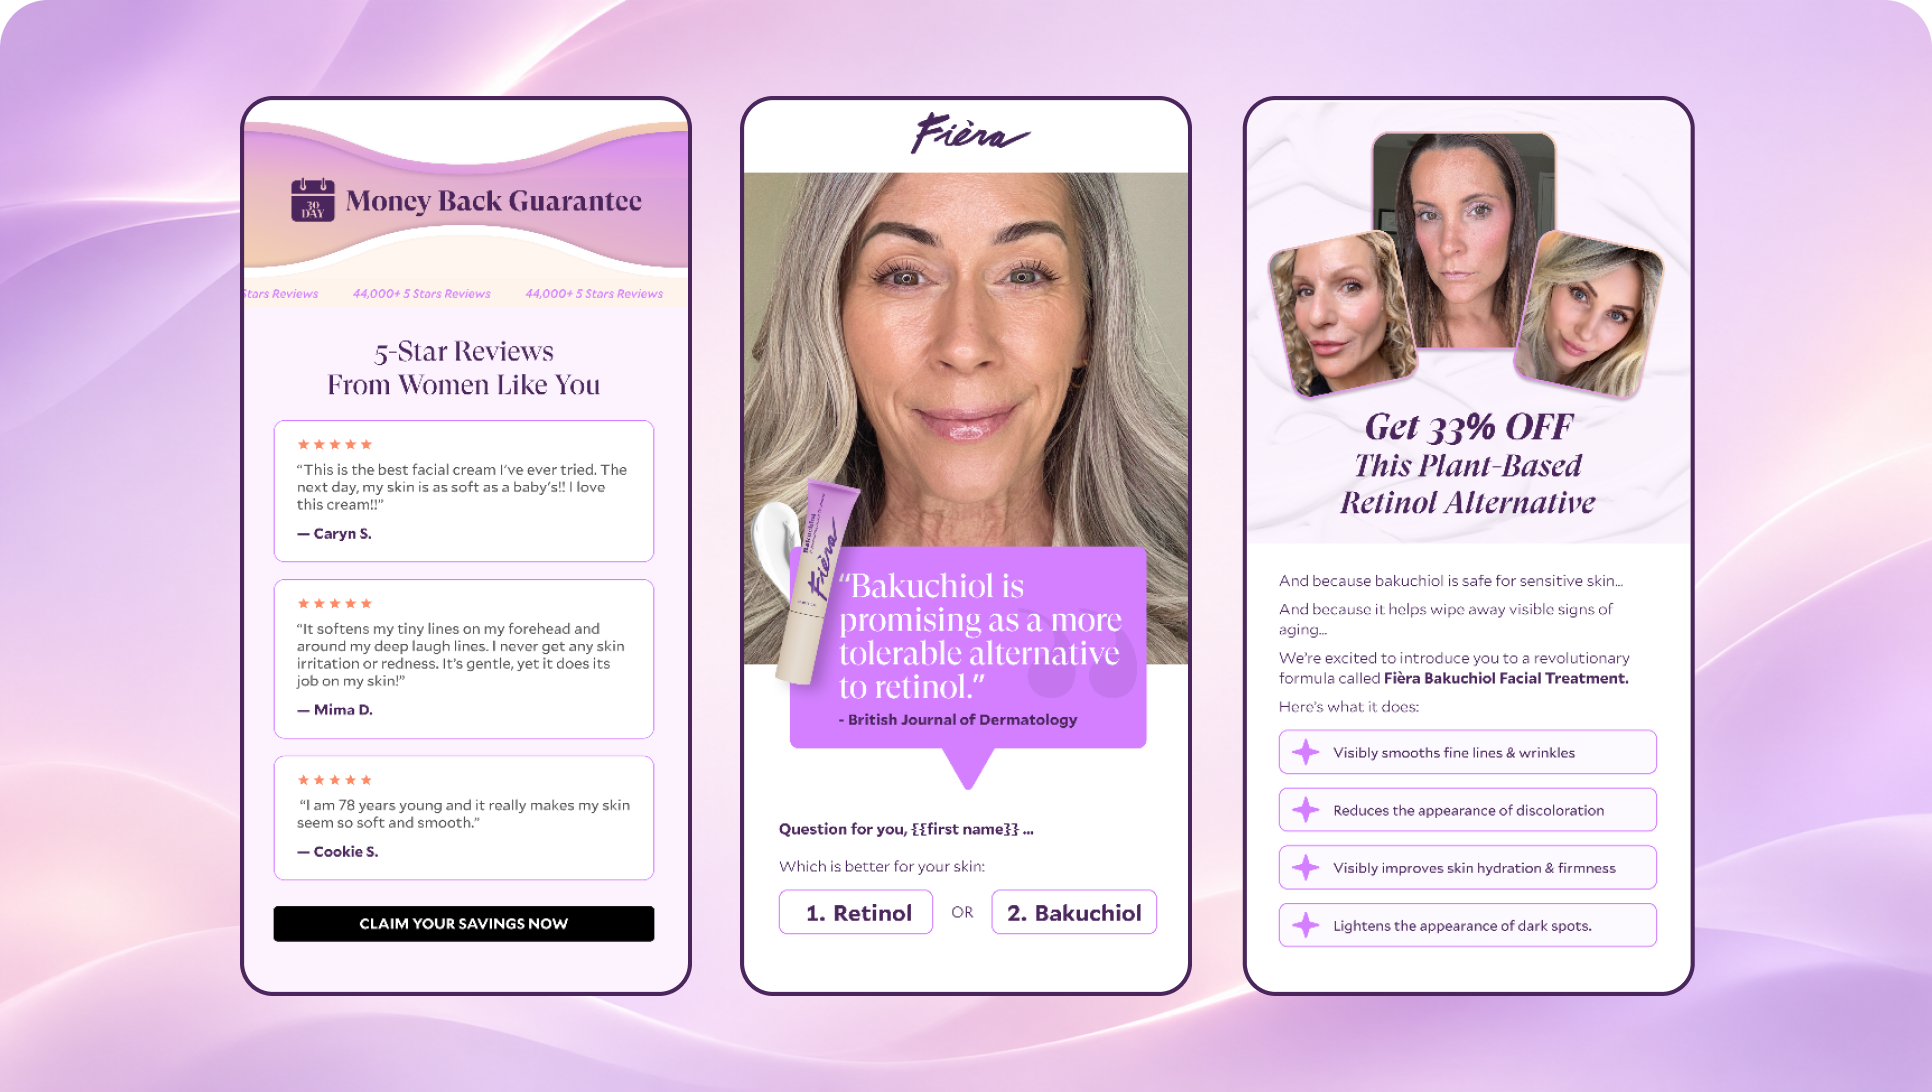 30
DAY
Money Back Guarantee
Stars Reviews 44,000+ 5 Stars Reviews 44,000+ 5 Stars Reviews
5-Star Reviews
From Women Like You
“This is the best facial cream I've ever tried. The
next day, my skin is as soft as a baby's!! I love
this cream!!”
— Caryn S.
“It softens my tiny lines on my forehead and
around my deep laugh lines. I never get any skin
irritation or redness. It's gentle, yet it does its
job on my skin!”
— Mima D.
“I am 78 years young and it really makes my skin
seem so soft and smooth.”
— Cookie S.
CLAIM YOUR SAVINGS NOW
Fièra
Bakuchiol
Fièra
“Bakuchiol is
promising as a more
tolerable alternative
to retinol.”
- British Journal of Dermatology
Question for you, {{first name}} ...
Which is better for your skin:
1. Retinol OR 2. Bakuchiol
Get 33% OFF
This Plant-Based
Retinol Alternative
And because bakuchiol is safe for sensitive skin...
And because it helps wipe away visible signs of
aging...
We're excited to introduce you to a revolutionary
formula called Fièra Bakuchiol Facial Treatment.
Here's what it does:
Visibly smooths fine lines & wrinkles
Reduces the appearance of discoloration
Visibly improves skin hydration & firmness
Lightens the appearance of dark spots.